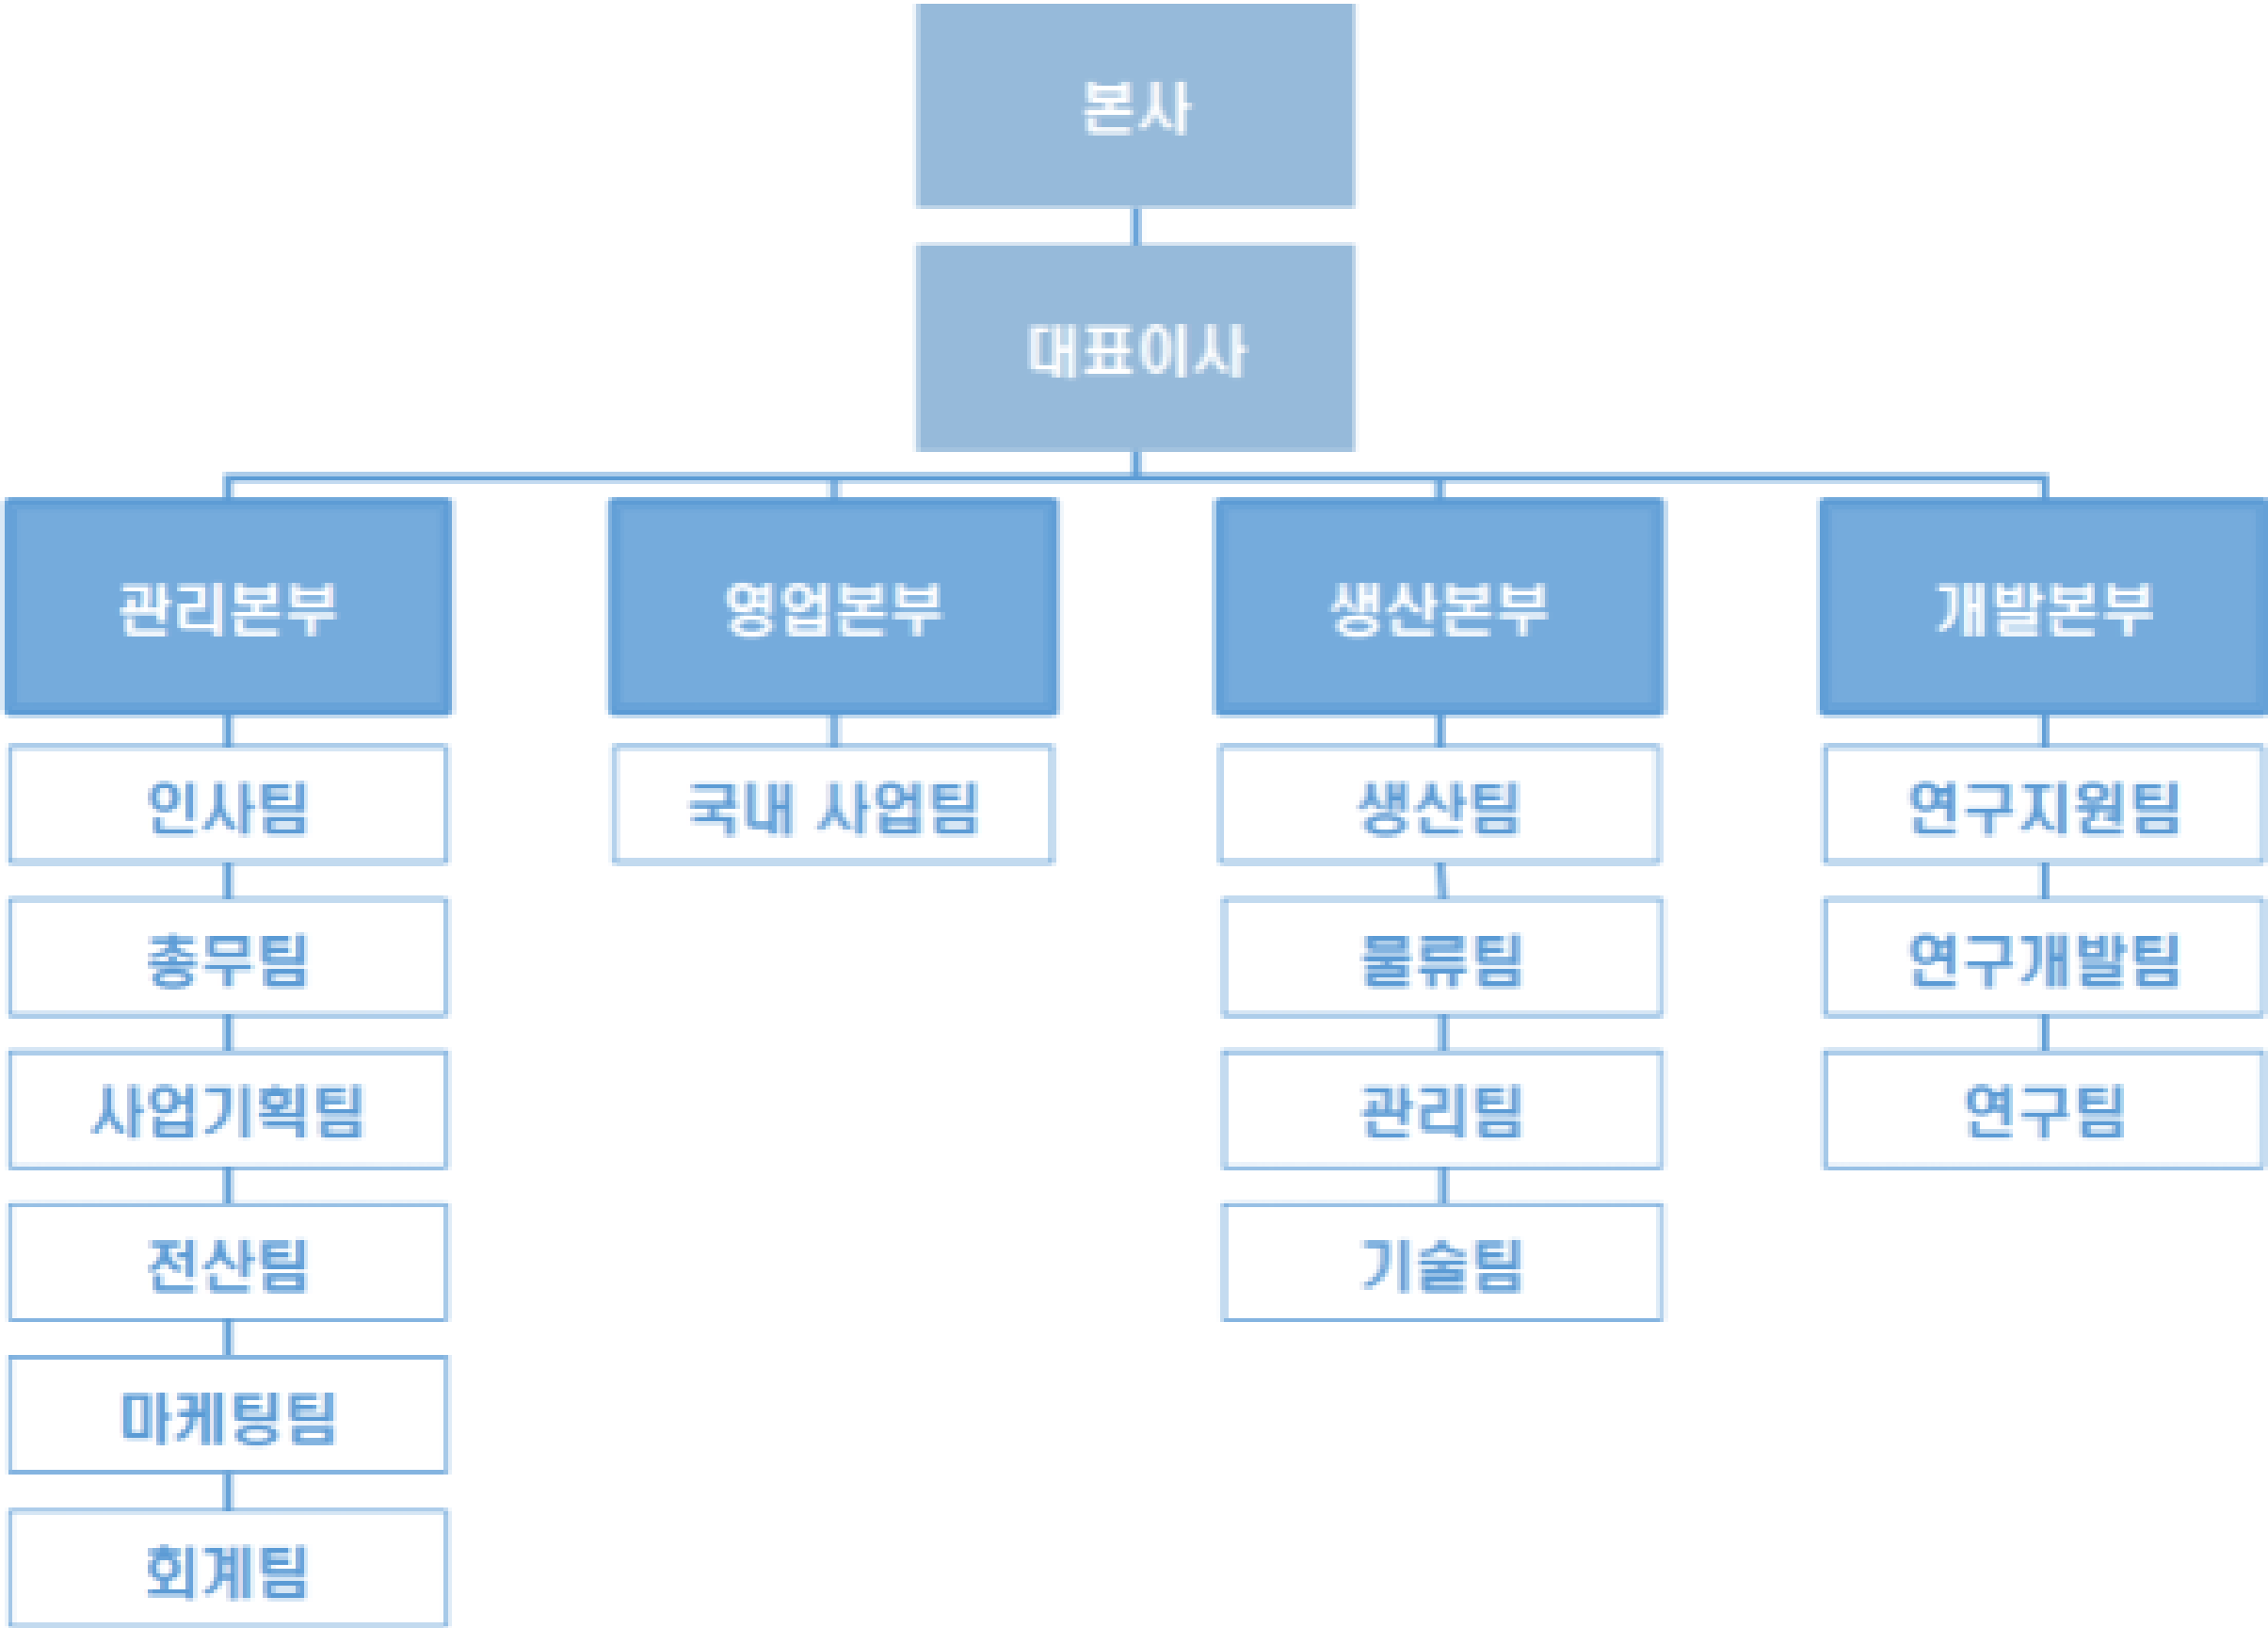 본사
대표이사
관리본부
영업본부
생산본부
개발본부
인사팀
국내 사업팀
생산팀
연구지원팀
총무팀
물류팀
연구개발팀
사업기획팀
관리팀
연구팀
전산팀
기술팀
마케팅팀
회계팀